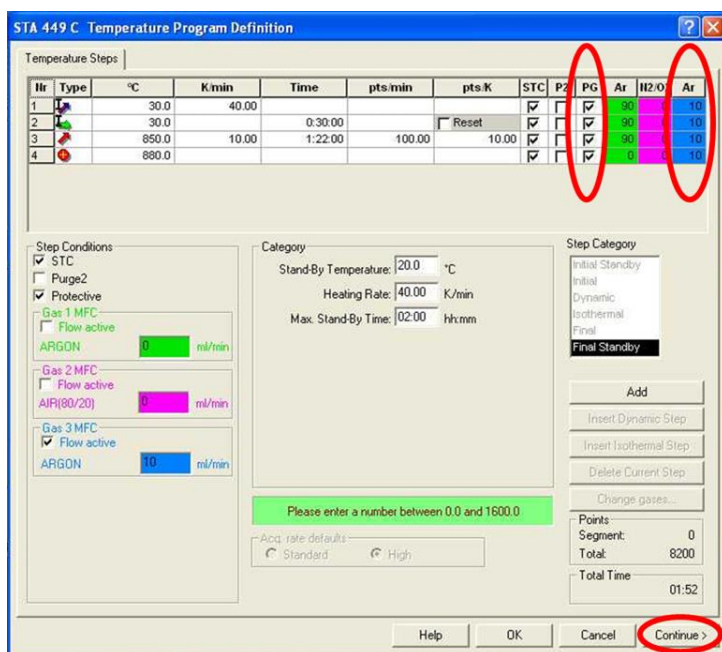 STA 449 C Temperature Program Definition
Temperature Steps
Nr Type °C K/min Time pts/min pts/K STC P2 PG Ar N2/O2 Ar
1 30.0 40.00 90 0 10
2 30.0 0:30:00 Reset 90 0 10
3 850.0 10.00 1:22:00 100.00 10.00 90 0 10
4 880.0 0 0 10
Step Conditions
STC
Purge2
Protective
Gas 1 MFC
Flow active
ARGON 0 ml/min
Gas 2 MFC
Flow active
AIR(80/20) 0 ml/min
Gas 3 MFC
Flow active
ARGON 10 ml/min
Category
Stand-By Temperature: 20.0 °C
Heating Rate: 40.00 K/min
Max. Stand-By Time: 02:00 hh:mm
Please enter a number between 0.0 and 1600.0
Acq. rate defaults
Standard High
Step Category
Initial Standby
Initial
Dynamic
Isothermal
Final
Final Standby
Add
Insert Dynamic Step
Insert Isothermal Step
Delete Current Step
Change gases...
Points
Segment: 0
Total: 8200
Total Time
01:52
Help OK Cancel Continue >